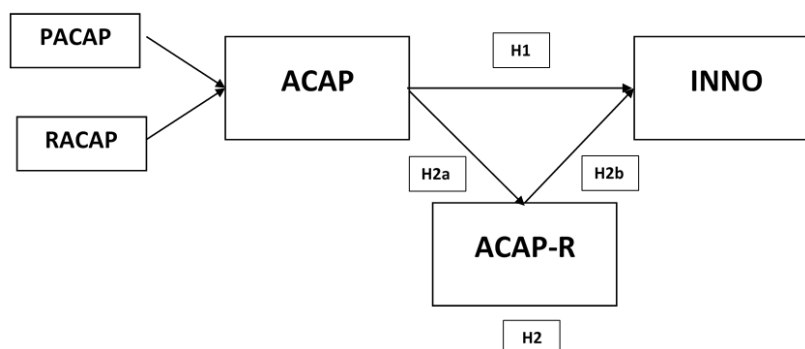 PACAP
ACAP
H1
INNO
RACAP
H2a
H2b
ACAP-R
H2